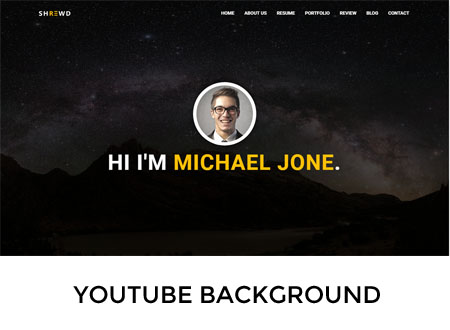 SHREWD
HOME ABOUT US RESUME PORTFOLIO REVIEW BLOG CONTACT
HI I'M MICHAEL JONE.
YOUTUBE BACKGROUND